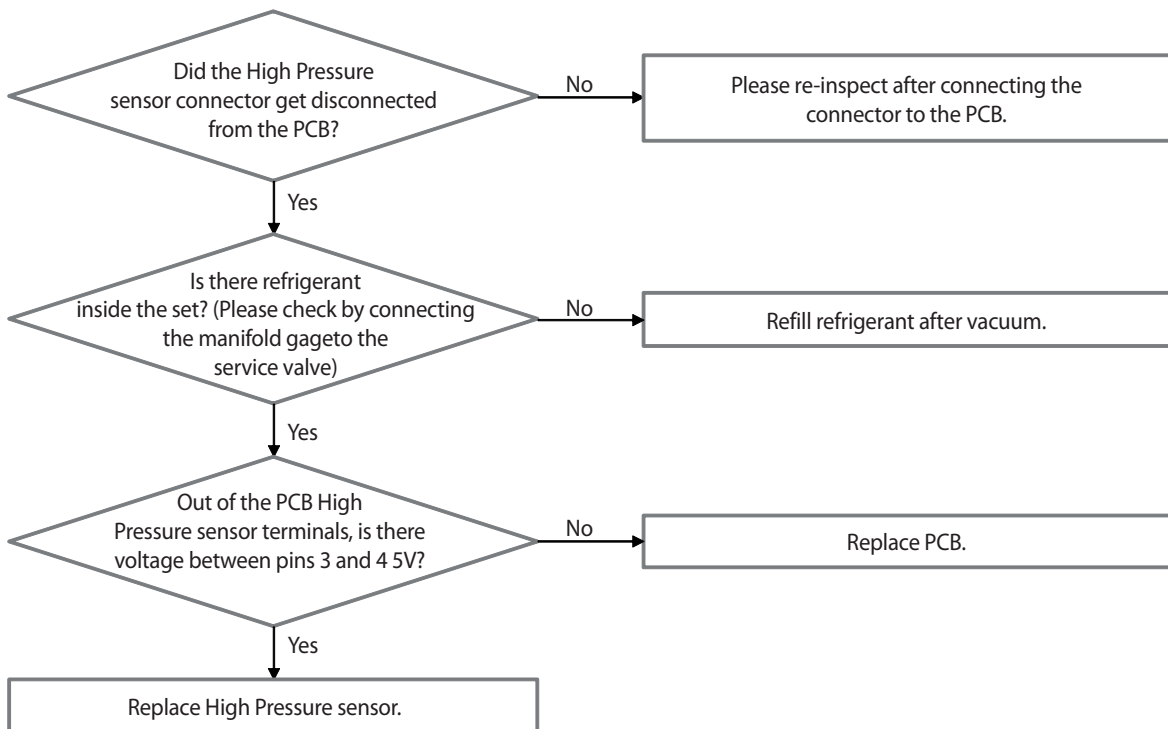 Did the High Pressure
sensor connector get disconnected
from the PCB?
No
Please re-inspect after connecting the
connector to the PCB.
Yes
Is there refrigerant
inside the set? (Please check by connecting
the manifold gageto the
service valve)
No
Refill refrigerant after vacuum.
Yes
Out of the PCB High
Pressure sensor terminals, is there
voltage between pins 3 and 4 5V?
No
Replace PCB.
Yes
Replace High Pressure sensor.